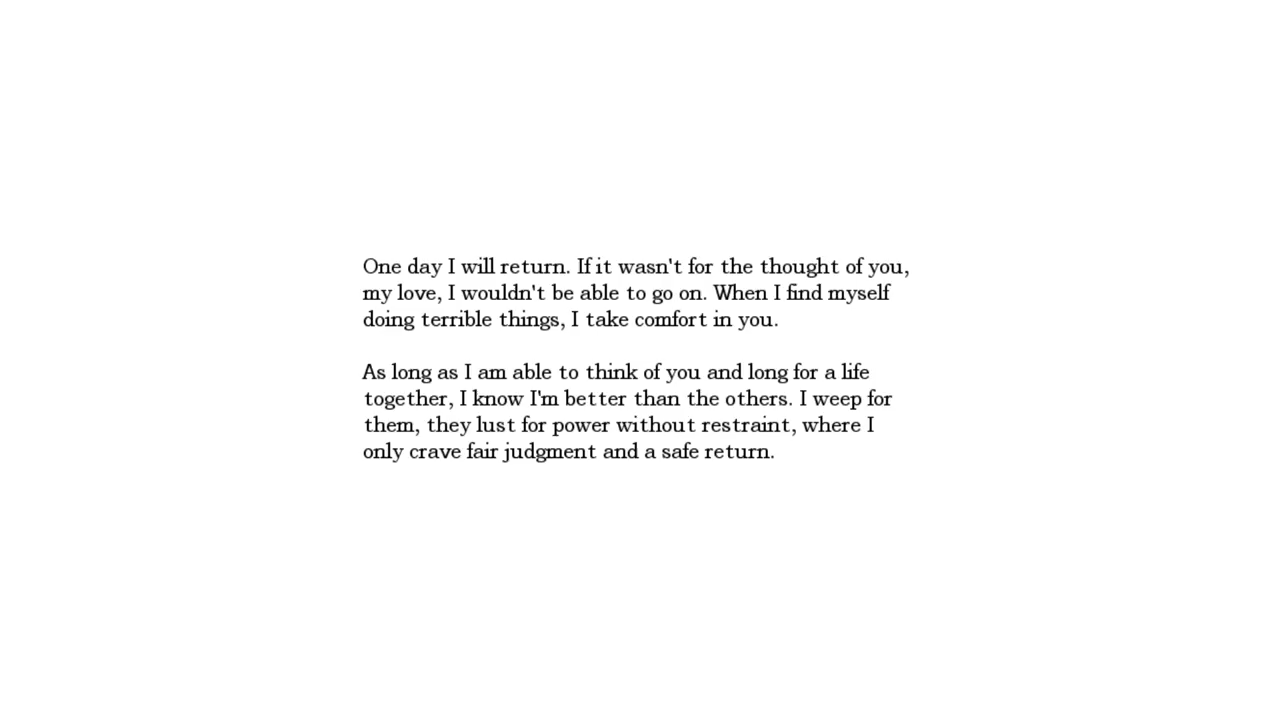 One day I will return. If it wasn't for the thought of you,
my love, I wouldn't be able to go on. When I find myself
doing terrible things, I take comfort in you.
As long as I am able to think of you and long for a life
together, I know I'm better than the others. I weep for
them, they lust for power without restraint, where I
only crave fair judgment and a safe return.